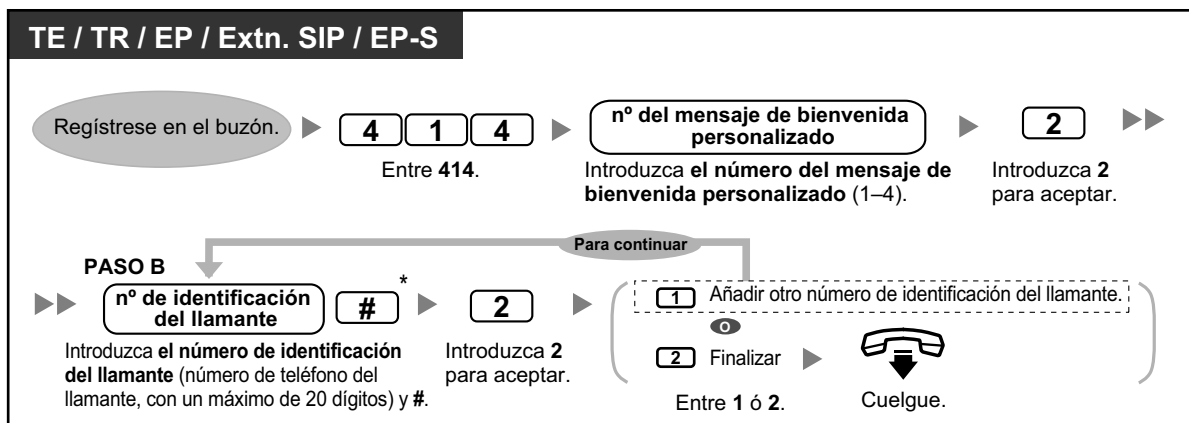 TE / TR / EP / Extn. SIP / EP-S
Regístrese en el buzón.
4 1 4
Entre 414.
nº del mensaje de bienvenida
personalizado
Introduzca el número del mensaje de
bienvenida personalizado (1–4).
2
Introduzca 2
para aceptar.
Para continuar
PASO B
nº de identificación
del llamante
# *
Introduzca el número de identificación
del llamante (número de teléfono del
llamante, con un máximo de 20 dígitos) y #.
2
Introduzca 2
para aceptar.
1 Añadir otro número de identificación del llamante.
O
2 Finalizar
Entre 1 ó 2.
Cuelgue.